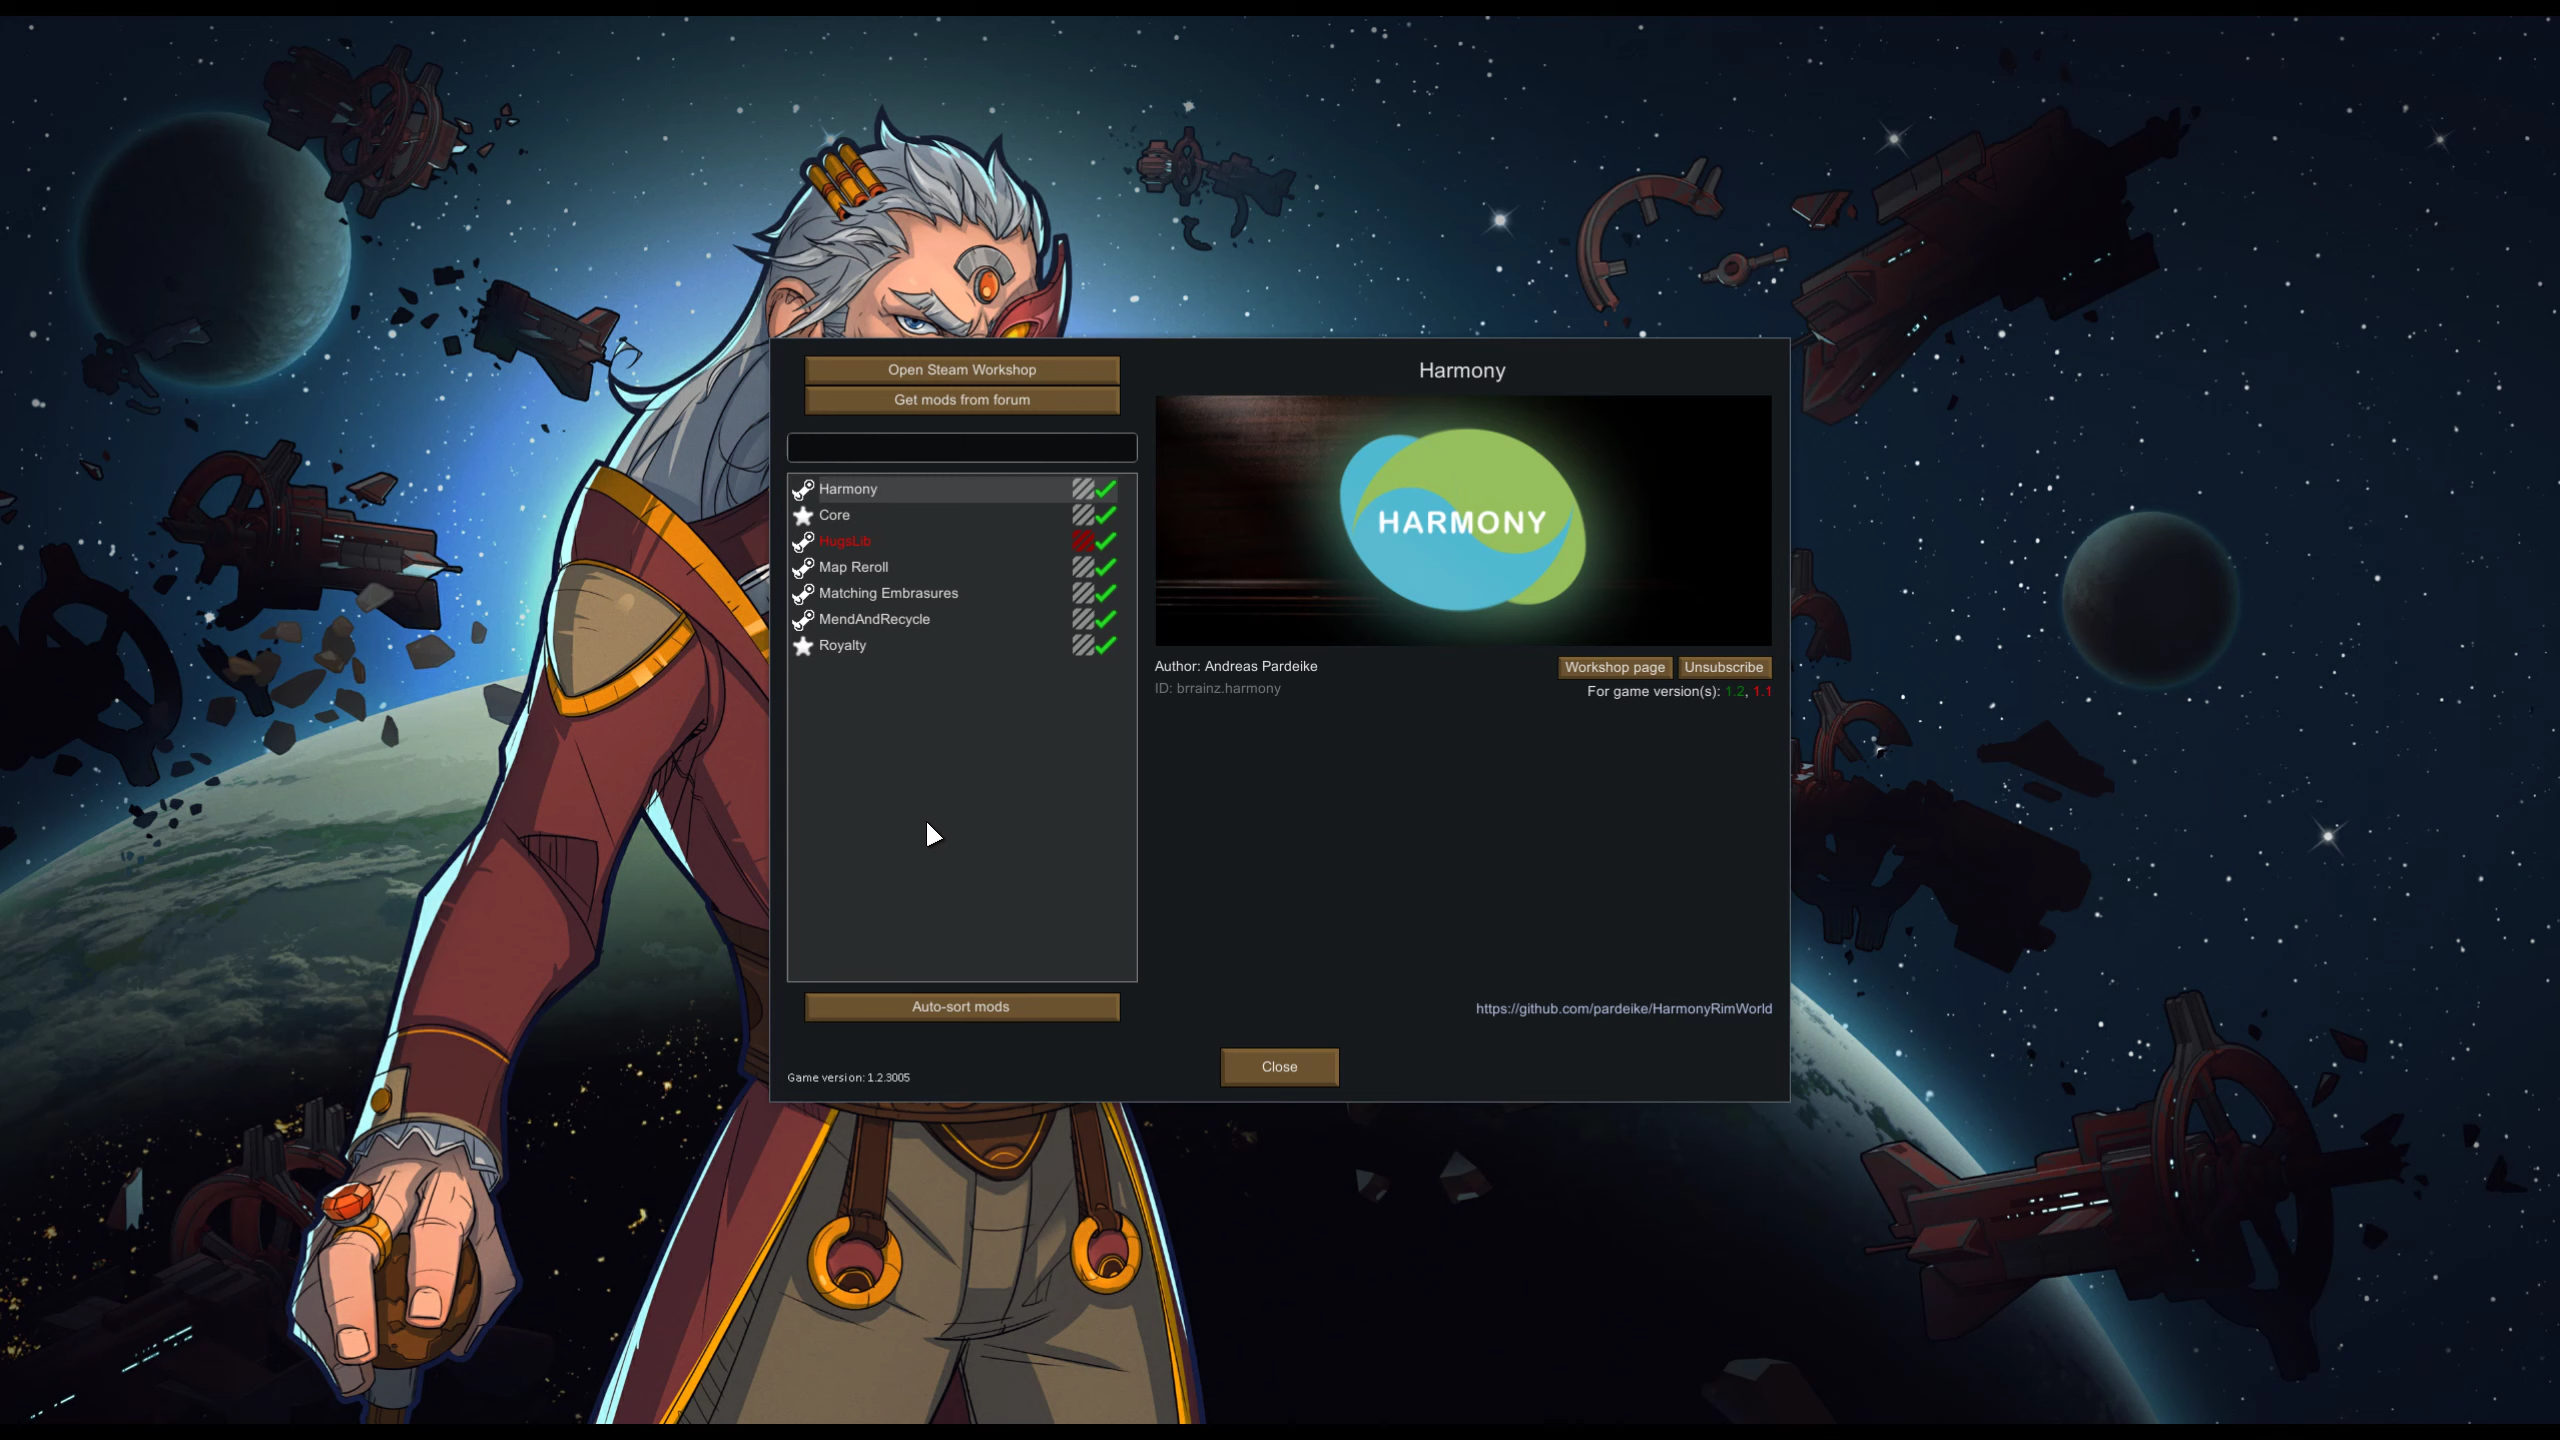 Open Steam Workshop
Get mods from forum
Harmony
Core
HugsLib
Map Reroll
Matching Embrasures
MendAndRecycle
Royalty
Auto-sort mods
Game version: 1.2.3005
Harmony
HARMONY
Author: Andreas Pardeike
ID: brrainz.harmony
Workshop page
Unsubscribe
For game version(s): 1.2, 1.1
https://github.com/pardeike/HarmonyRimWorld
Close